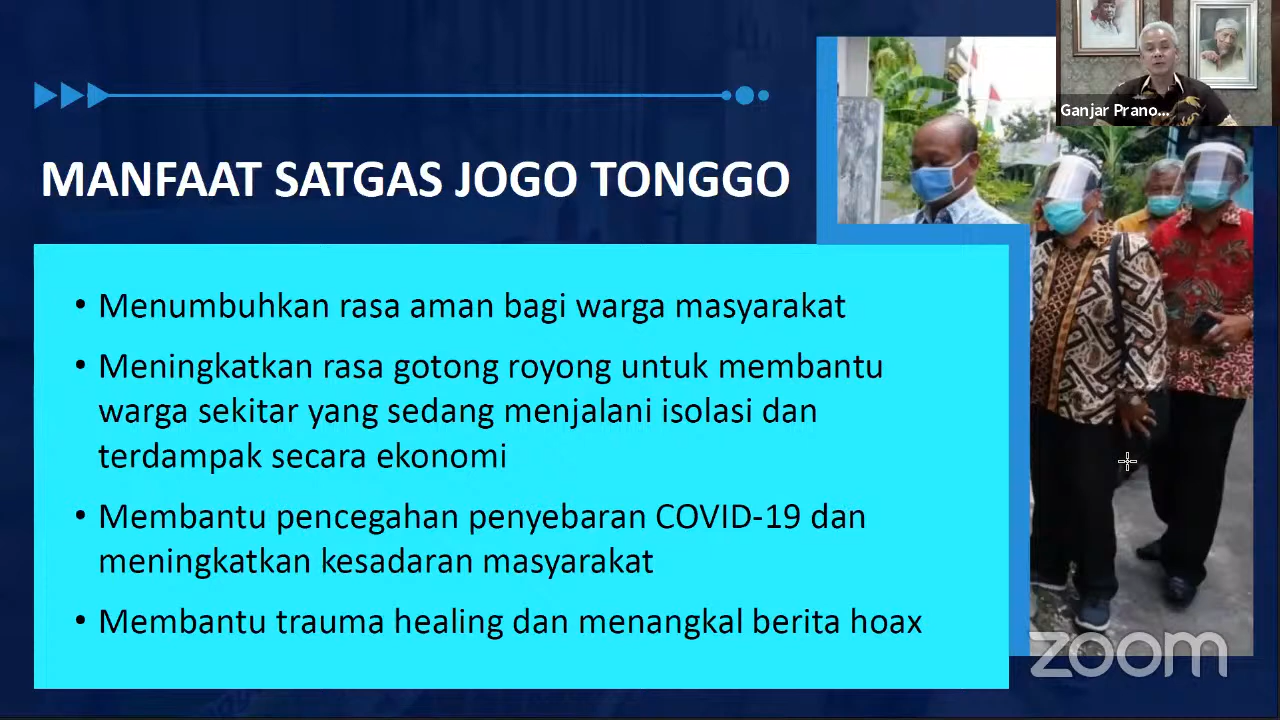 Ganjar Prano...
MANFAAT SATGAS JOGO TONGGO
• Menumbuhkan rasa aman bagi warga masyarakat
• Meningkatkan rasa gotong royong untuk membantu
warga sekitar yang sedang menjalani isolasi dan
terdampak secara ekonomi
• Membantu pencegahan penyebaran COVID-19 dan
meningkatkan kesadaran masyarakat
• Membantu trauma healing dan menangkal berita hoax
zoom